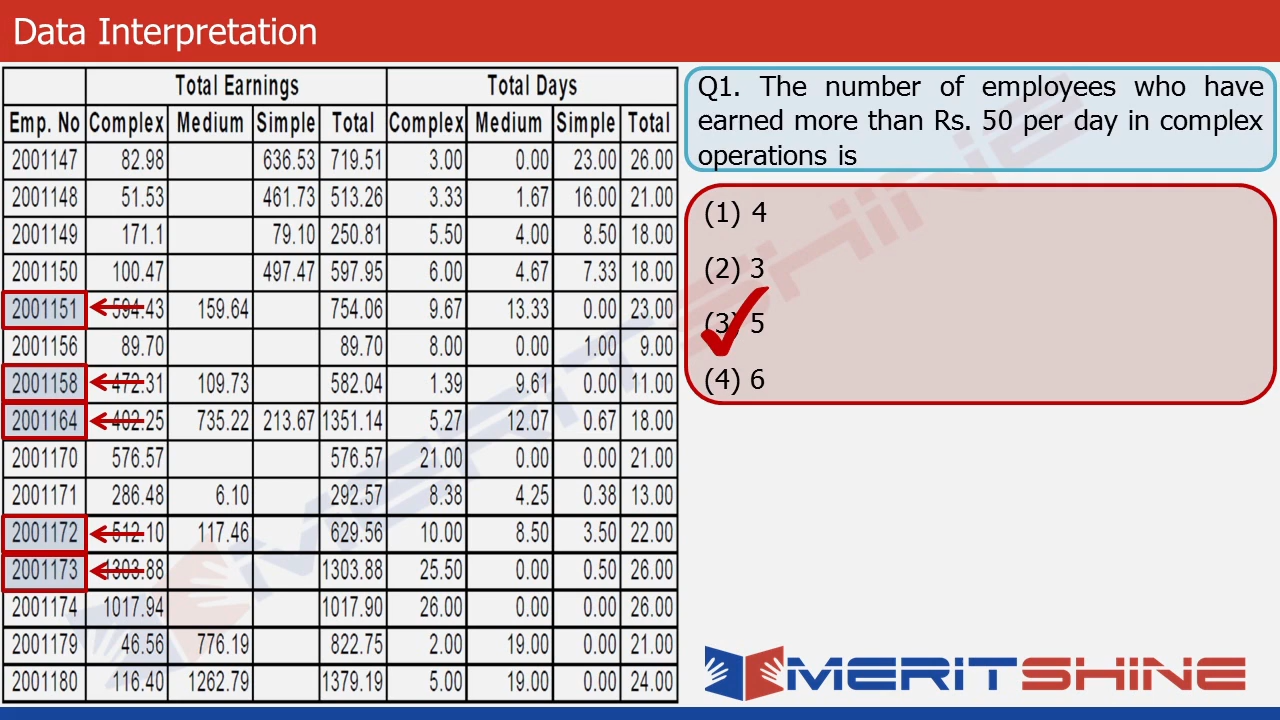 Data Interpretation
Total Earnings Total Days
Emp. No Complex Medium Simple Total Complex Medium Simple Total
2001147 82.98 636.53 719.51 3.00 0.00 23.00 26.00
2001148 51.53 461.73 513.26 3.33 1.67 16.00 21.00
2001149 171.1 79.10 250.81 5.50 4.00 8.50 18.00
2001150 100.47 497.47 597.95 6.00 4.67 7.33 18.00
2001151 594.43 159.64 754.06 9.67 13.33 0.00 23.00
2001156 89.70 89.70 8.00 0.00 1.00 9.00
2001158 472.31 109.73 582.04 1.39 9.61 0.00 11.00
2001164 402.25 735.22 213.67 1351.14 5.27 12.07 0.67 18.00
2001170 576.57 576.57 21.00 0.00 0.00 21.00
2001171 286.48 6.10 292.57 8.38 4.25 0.38 13.00
2001172 512.10 117.46 629.56 10.00 8.50 3.50 22.00
2001173 1303.88 1303.88 25.50 0.00 0.50 26.00
2001174 1017.94 1017.90 26.00 0.00 0.00 26.00
2001179 46.56 776.19 822.75 2.00 19.00 0.00 21.00
2001180 116.40 1262.79 1379.19 5.00 19.00 0.00 24.00
Q1. The number of employees who have
earned more than Rs. 50 per day in complex
operations is
(1) 4
(2) 3
(3) 5
(4) 6
MERITSHINE
MERITSHINE